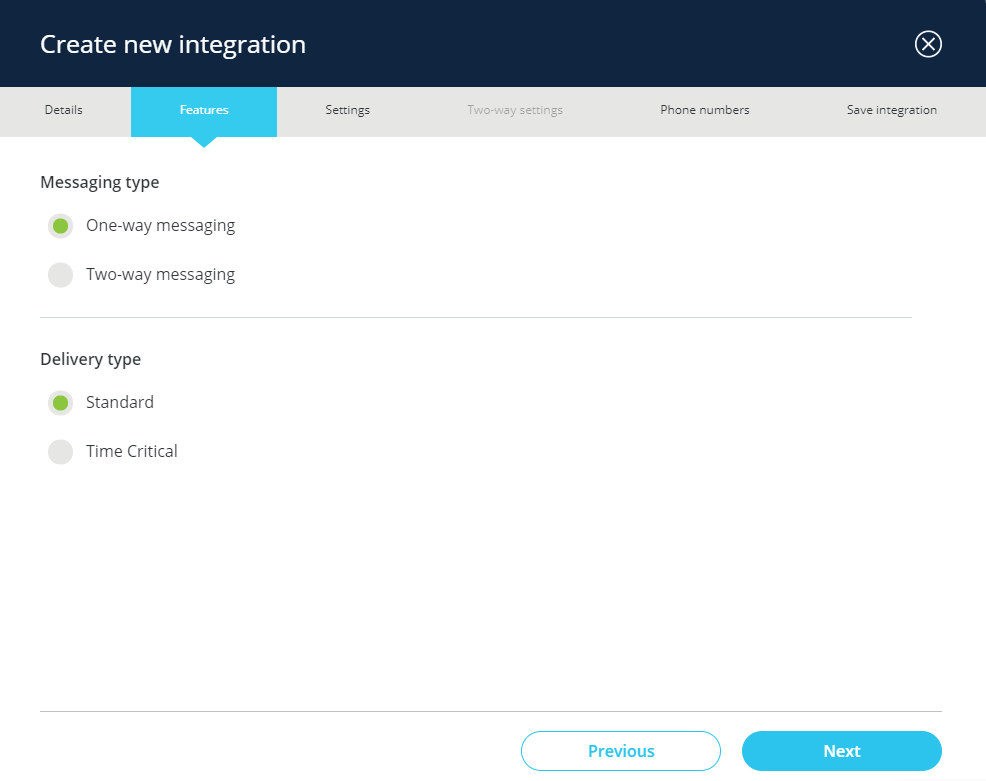 Create new integration
Details Features Settings Two-way settings Phone numbers Save integration
Messaging type
One-way messaging
Two-way messaging
Delivery type
Standard
Time Critical
Previous Next